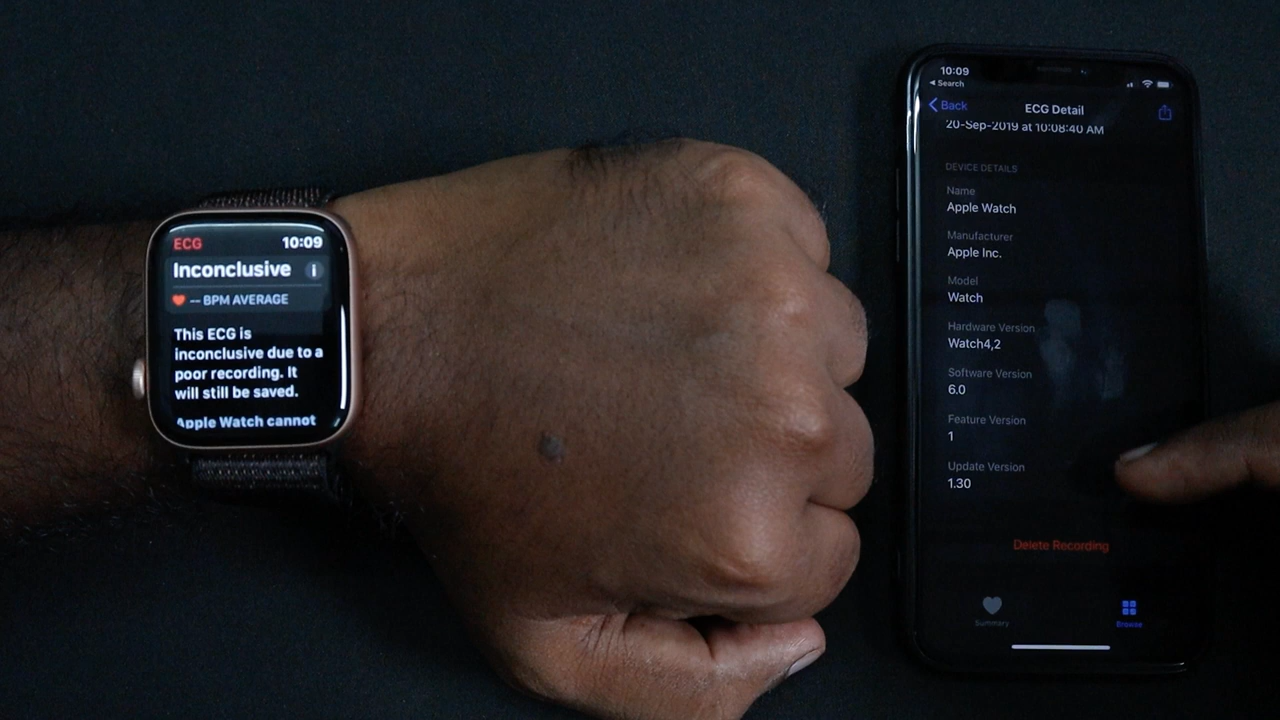 ECG 10:09
Inconclusive i
-- BPM AVERAGE
This ECG is
inconclusive due to a
poor recording. It
will still be saved.
Apple Watch cannot
10:09
Search
Back ECG Detail
20-Sep-2019 at 10:08:40 AM
DEVICE DETAILS
Name
Apple Watch
Manufacturer
Apple Inc.
Model
Watch
Hardware Version
Watch4,2
Software Version
6.0
Feature Version
1
Update Version
1.30
Delete Recording
Summary Browse